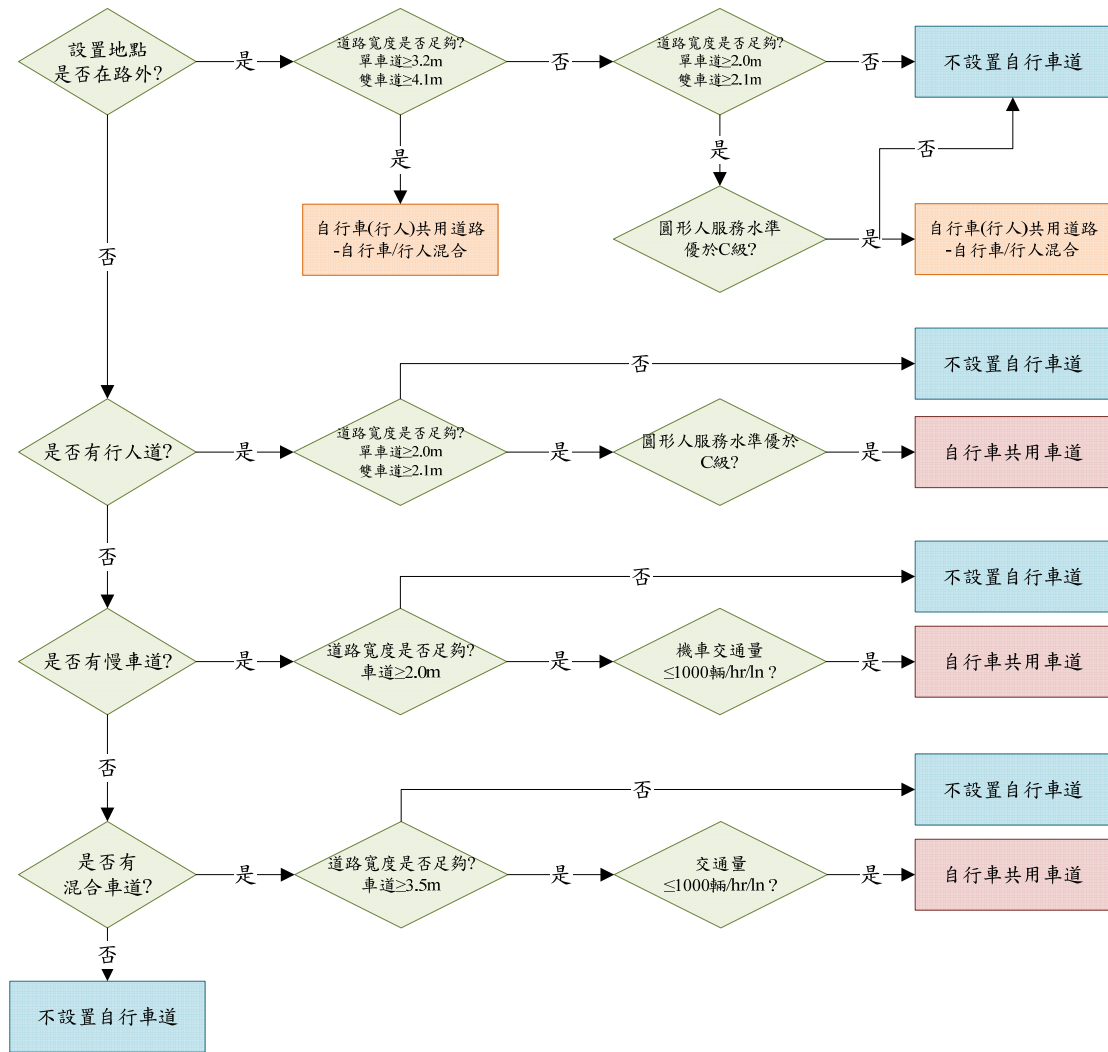 設置地點
是否在路外?
是
道路寬度是否足夠?
單車道≥3.2m
雙車道≥4.1m
否
道路寬度是否足夠?
單車道≥2.0m
雙車道≥2.1m
否
不設置自行車道
是
是
否
自行車(行人)共用道路
-自行車/行人混合
圓形人服務水準
優於C級?
是
自行車(行人)共用道路
-自行車/行人混合
否
否
不設置自行車道
是否有行人道?
是
道路寬度是否足夠?
單車道≥2.0m
雙車道≥2.1m
是
圓形人服務水準優於
C級?
是
自行車共用車道
否
否
不設置自行車道
是否有慢車道?
是
道路寬度是否足夠?
車道≥2.0m
是
機車交通量
≤1000輛/hr/ln ?
是
自行車共用車道
否
否
不設置自行車道
是否有
混合車道?
是
道路寬度是否足夠?
車道≥3.5m
是
交通量
≤1000輛/hr/ln ?
是
自行車共用車道
否
不設置自行車道